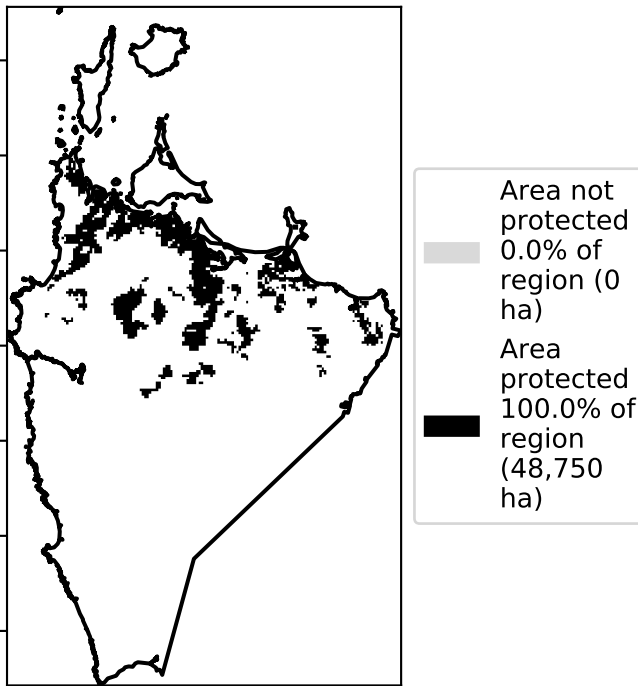 Area not
protected
0.0% of
region (0
ha)
Area
protected
100.0% of
region
(48,750
ha)